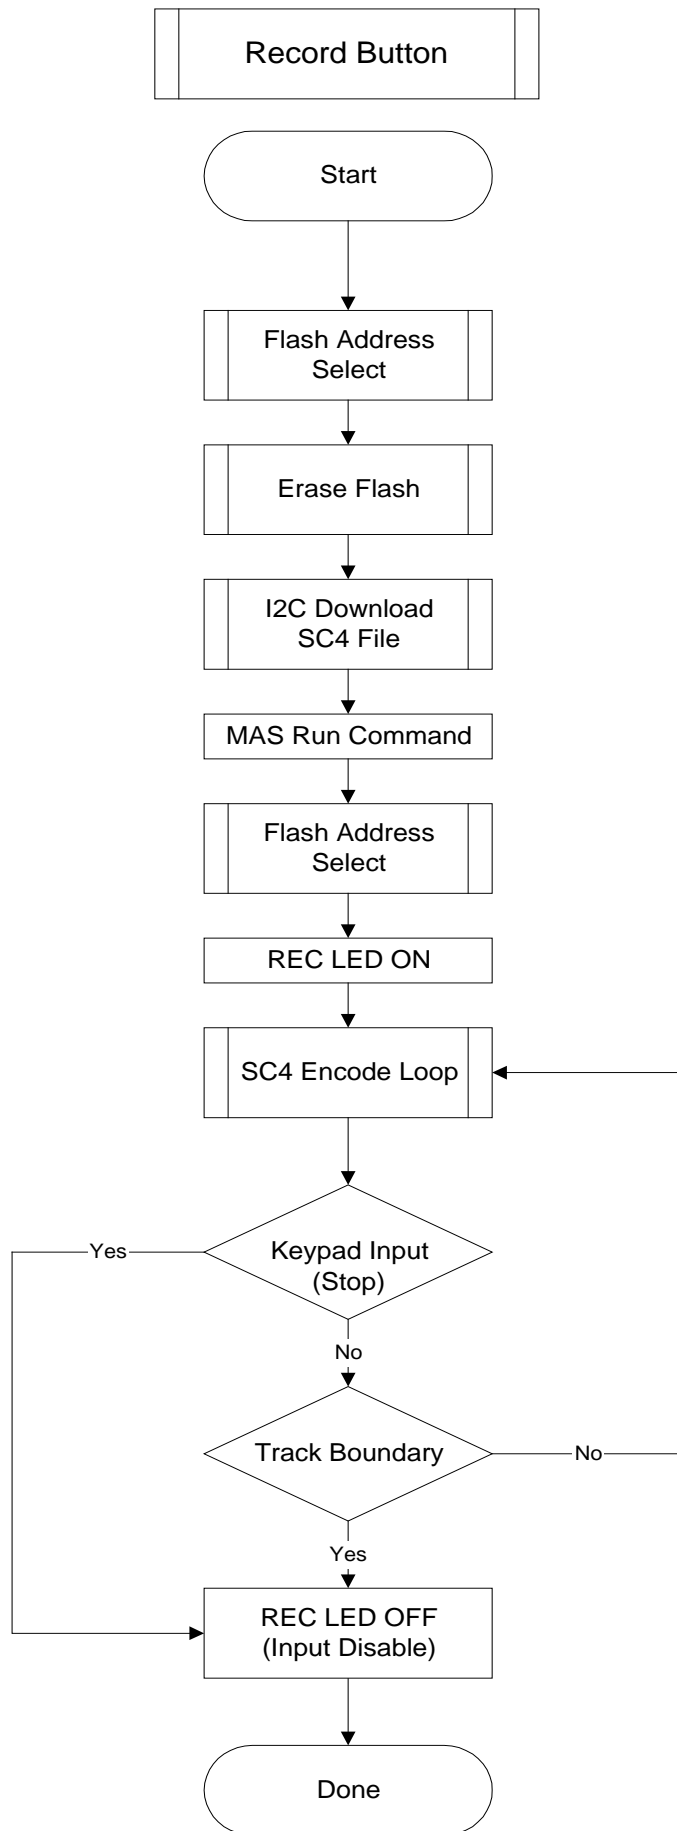 Record Button
Start
Flash Address
Select
Erase Flash
I2C Download
SC4 File
MAS Run Command
Flash Address
Select
REC LED ON
SC4 Encode Loop
Yes
Keypad Input
(Stop)
No
Track Boundary
No
Yes
REC LED OFF
(Input Disable)
Done